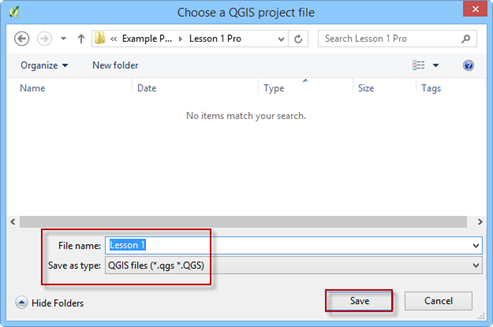 Choose a QGIS project file
« Example P... Lesson 1 Pro
Search Lesson 1 Pro
Organize New folder
Name Date Type Size Tags
No items match your search.
File name: Lesson 1
Save as type: QGIS files (*.qgs *.QGS)
Hide Folders Save Cancel